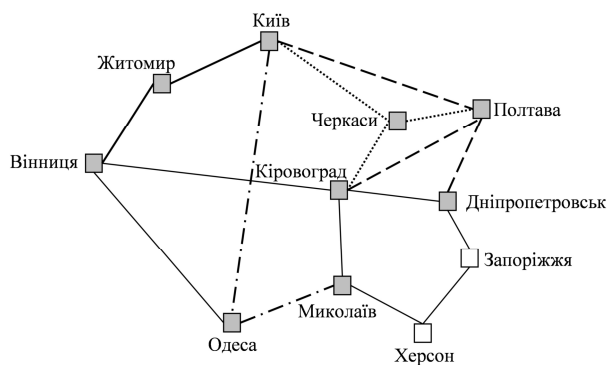 Київ
Житомир
Черкаси
Полтава
Вінниця
Кіровоград
Дніпропетровськ
Запоріжжя
Миколаїв
Одеса
Херсон